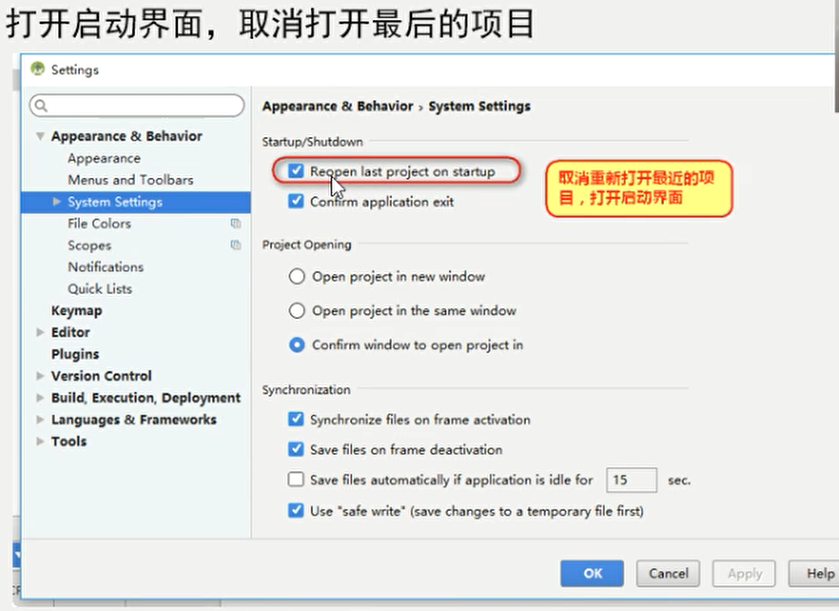 打开启动界面，取消打开最后的项目
Settings
Appearance & Behavior › System Settings
Appearance & Behavior
Appearance
Menus and Toolbars
System Settings
File Colors
Scopes
Notifications
Quick Lists
Keymap
Editor
Plugins
Version Control
Build, Execution, Deployment
Languages & Frameworks
Tools
Startup/Shutdown
Reopen last project on startup
Confirm application exit
取消重新打开最近的项
目，打开启动界面
Project Opening
Open project in new window
Open project in the same window
Confirm window to open project in
Synchronization
Synchronize files on frame activation
Save files on frame deactivation
Save files automatically if application is idle for 15 sec.
Use "safe write" (save changes to a temporary file first)
OK Cancel Apply Help